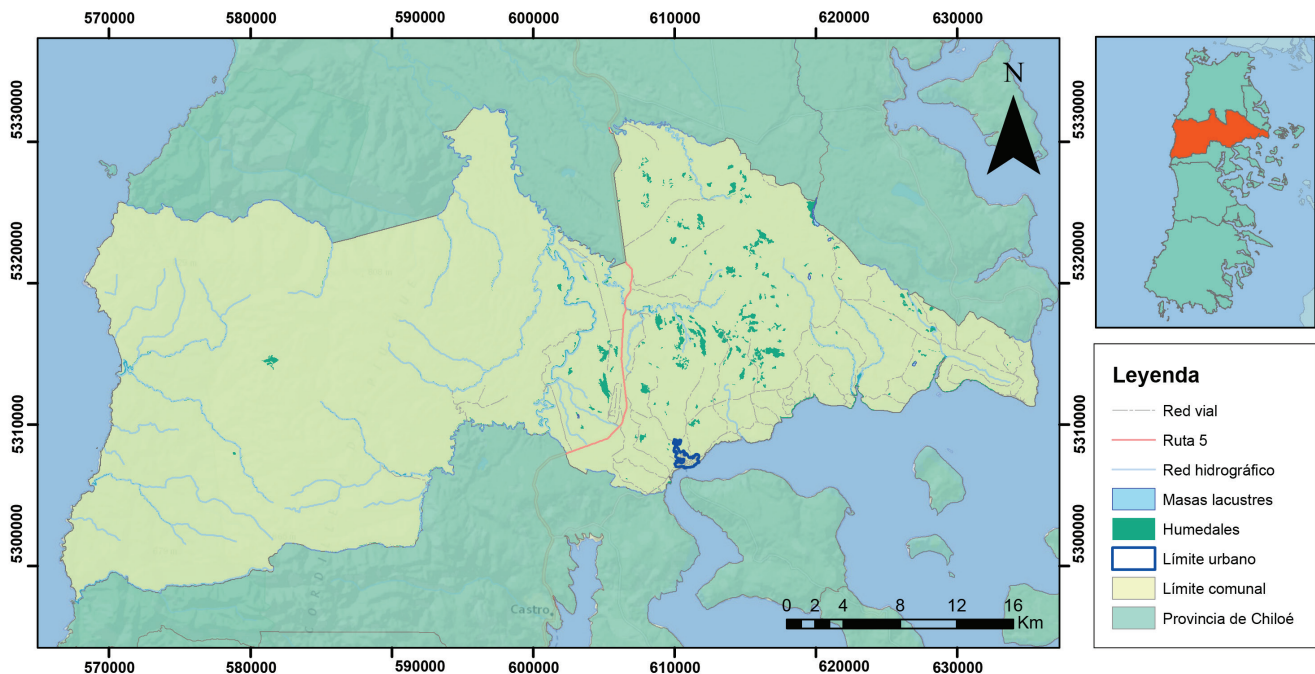 570000 580000 590000 600000 610000 620000 630000
5330000
5320000
5310000
5300000
N
Castro
0 2 4 8 12 16
Km
5330000
5320000
5310000
5300000
570000 580000 590000 600000 610000 620000 630000
Leyenda
Red vial
Ruta 5
Red hidrográfico
Masas lacustres
Humedales
Límite urbano
Límite comunal
Provincia de Chiloé